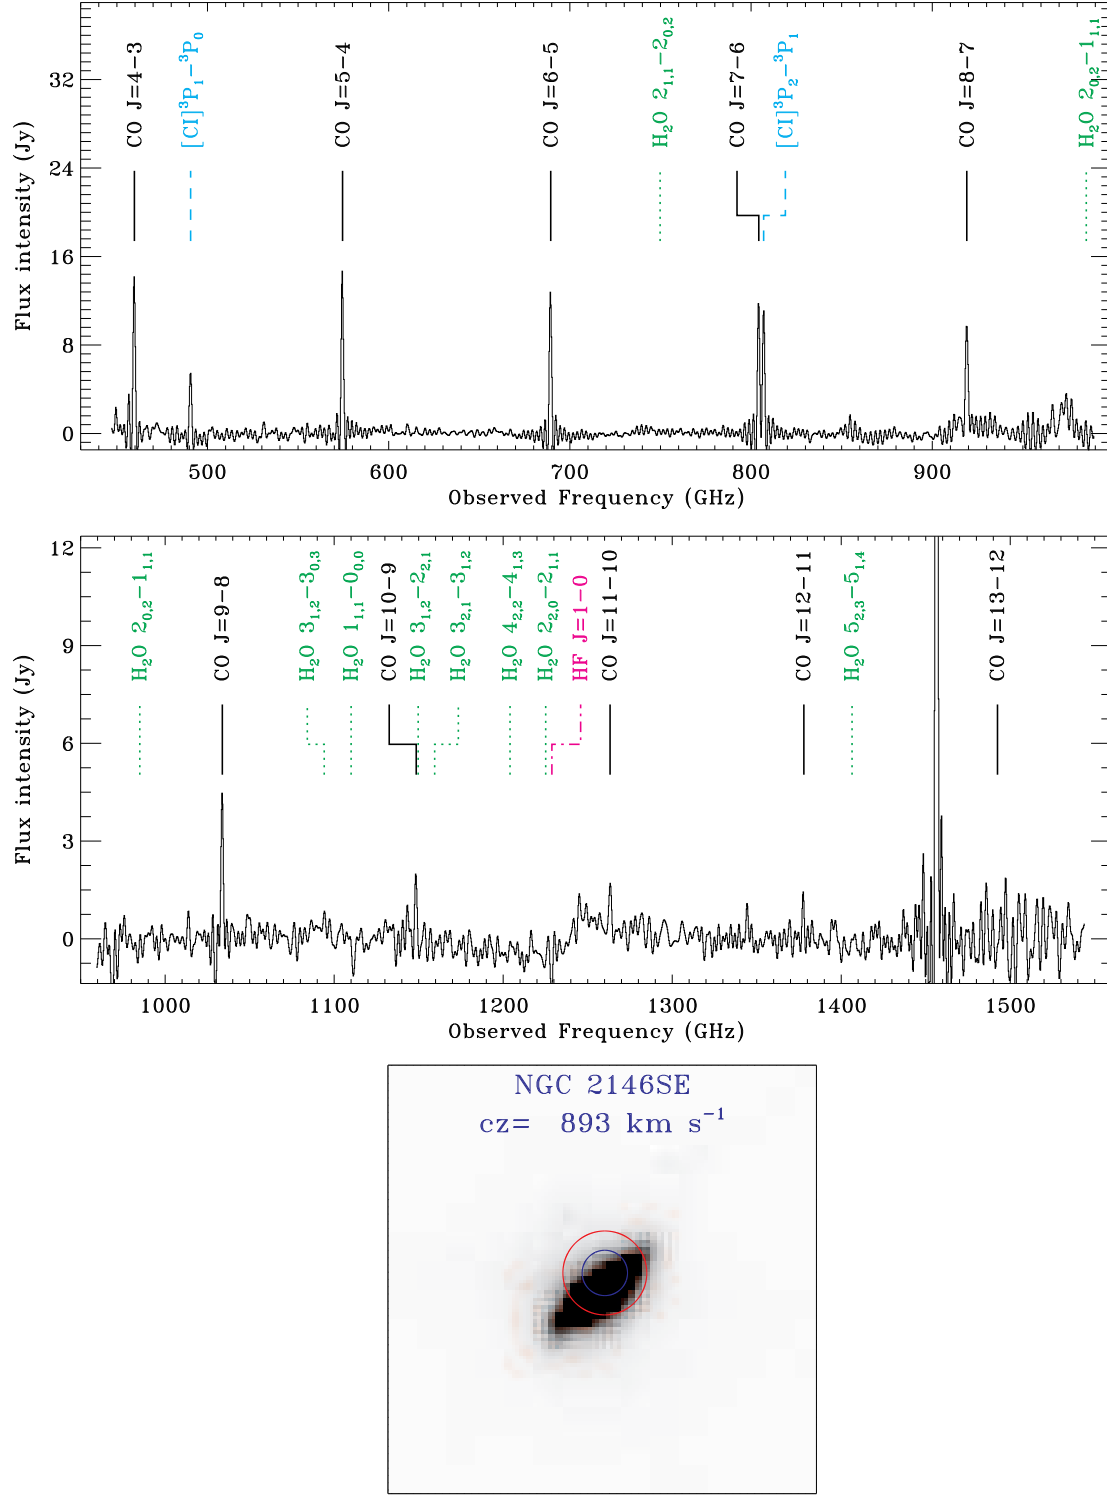 CO J=4−3
[CI]³P₁−³P₀
CO J=5−4
CO J=6−5
H₂O 2₁,₁−2₀,₂
CO J=7−6
[CI]³P₂−³P₁
CO J=8−7
H₂O 2₀,₂−1₁,₁
Flux intensity (Jy)
32
24
16
8
0
500 600 700 800 900
Observed Frequency (GHz)
H₂O 2₀,₂−1₁,₁
CO J=9−8
H₂O 3₁,₂−3₀,₃
H₂O 1₁,₁−0₀,₀
CO J=10−9
H₂O 3₁,₂−2₂,₁
H₂O 3₂,₁−3₁,₂
H₂O 4₂,₂−4₁,₃
H₂O 2₂,₀−2₁,₁
HF J=1−0
CO J=11−10
CO J=12−11
H₂O 5₂,₃−5₁,₄
CO J=13−12
Flux intensity (Jy)
12
9
6
3
0
1000 1100 1200 1300 1400 1500
Observed Frequency (GHz)
NGC 2146SE
cz= 893 km s⁻¹